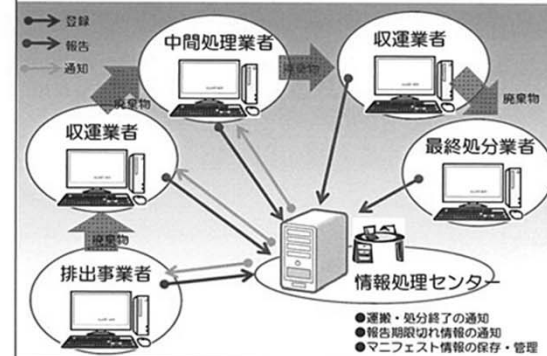 登録
報告
通知
中間処理業者
収運業者
廃棄物
廃棄物
廃棄物
収運業者
最終処分業者
廃棄物
排出事業者
情報処理センター
●運搬・処分終了の通知
●報告期限切れ情報の通知
●マニフェスト情報の保存・管理